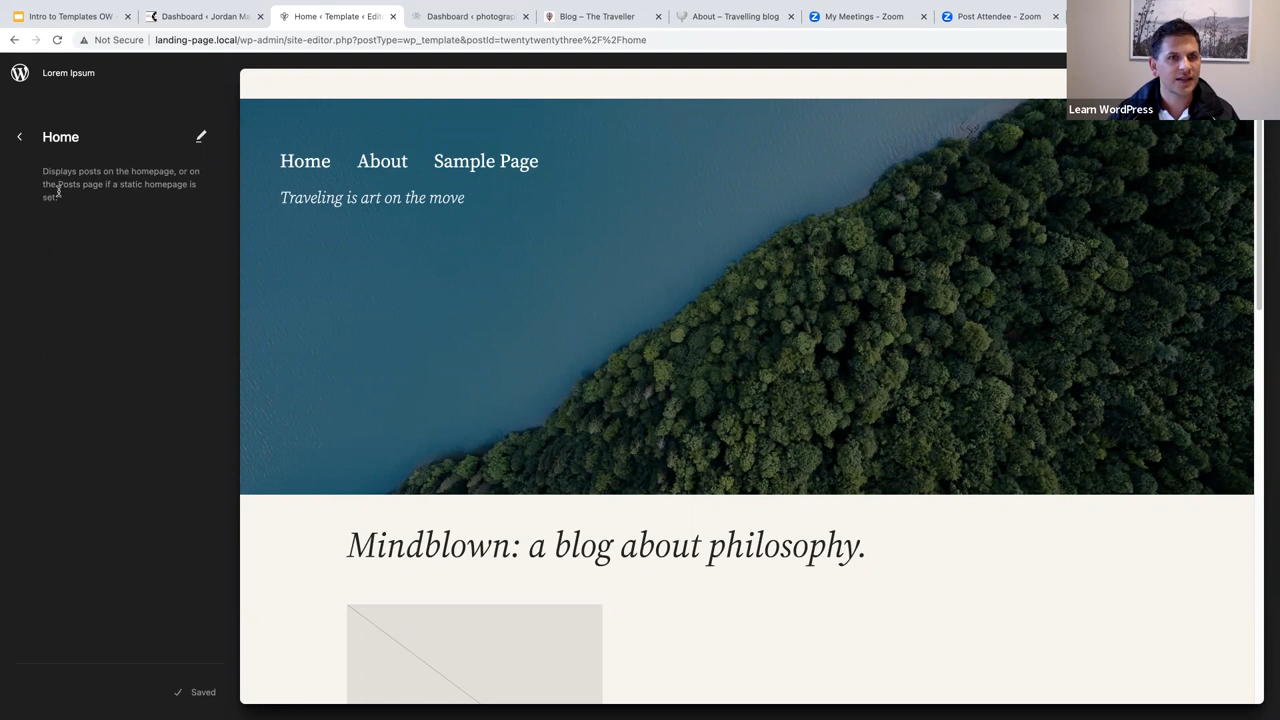 Intro to Templates OW
Dashboard ‹ Jordan Ma
Home ‹ Template ‹ Edit
Dashboard ‹ photograp
Blog – The Traveller
About – Travelling blog
My Meetings - Zoom
Post Attendee - Zoom
Not Secure
landing-page.local/wp-admin/site-editor.php?postType=wp_template&postId=twentytwentythree%2F%2Fhome
Lorem Ipsum
Learn WordPress
Home
Displays posts on the homepage, or on
the Posts page if a static homepage is
set.
Home About Sample Page
Traveling is art on the move
Mindblown: a blog about philosophy.
Saved